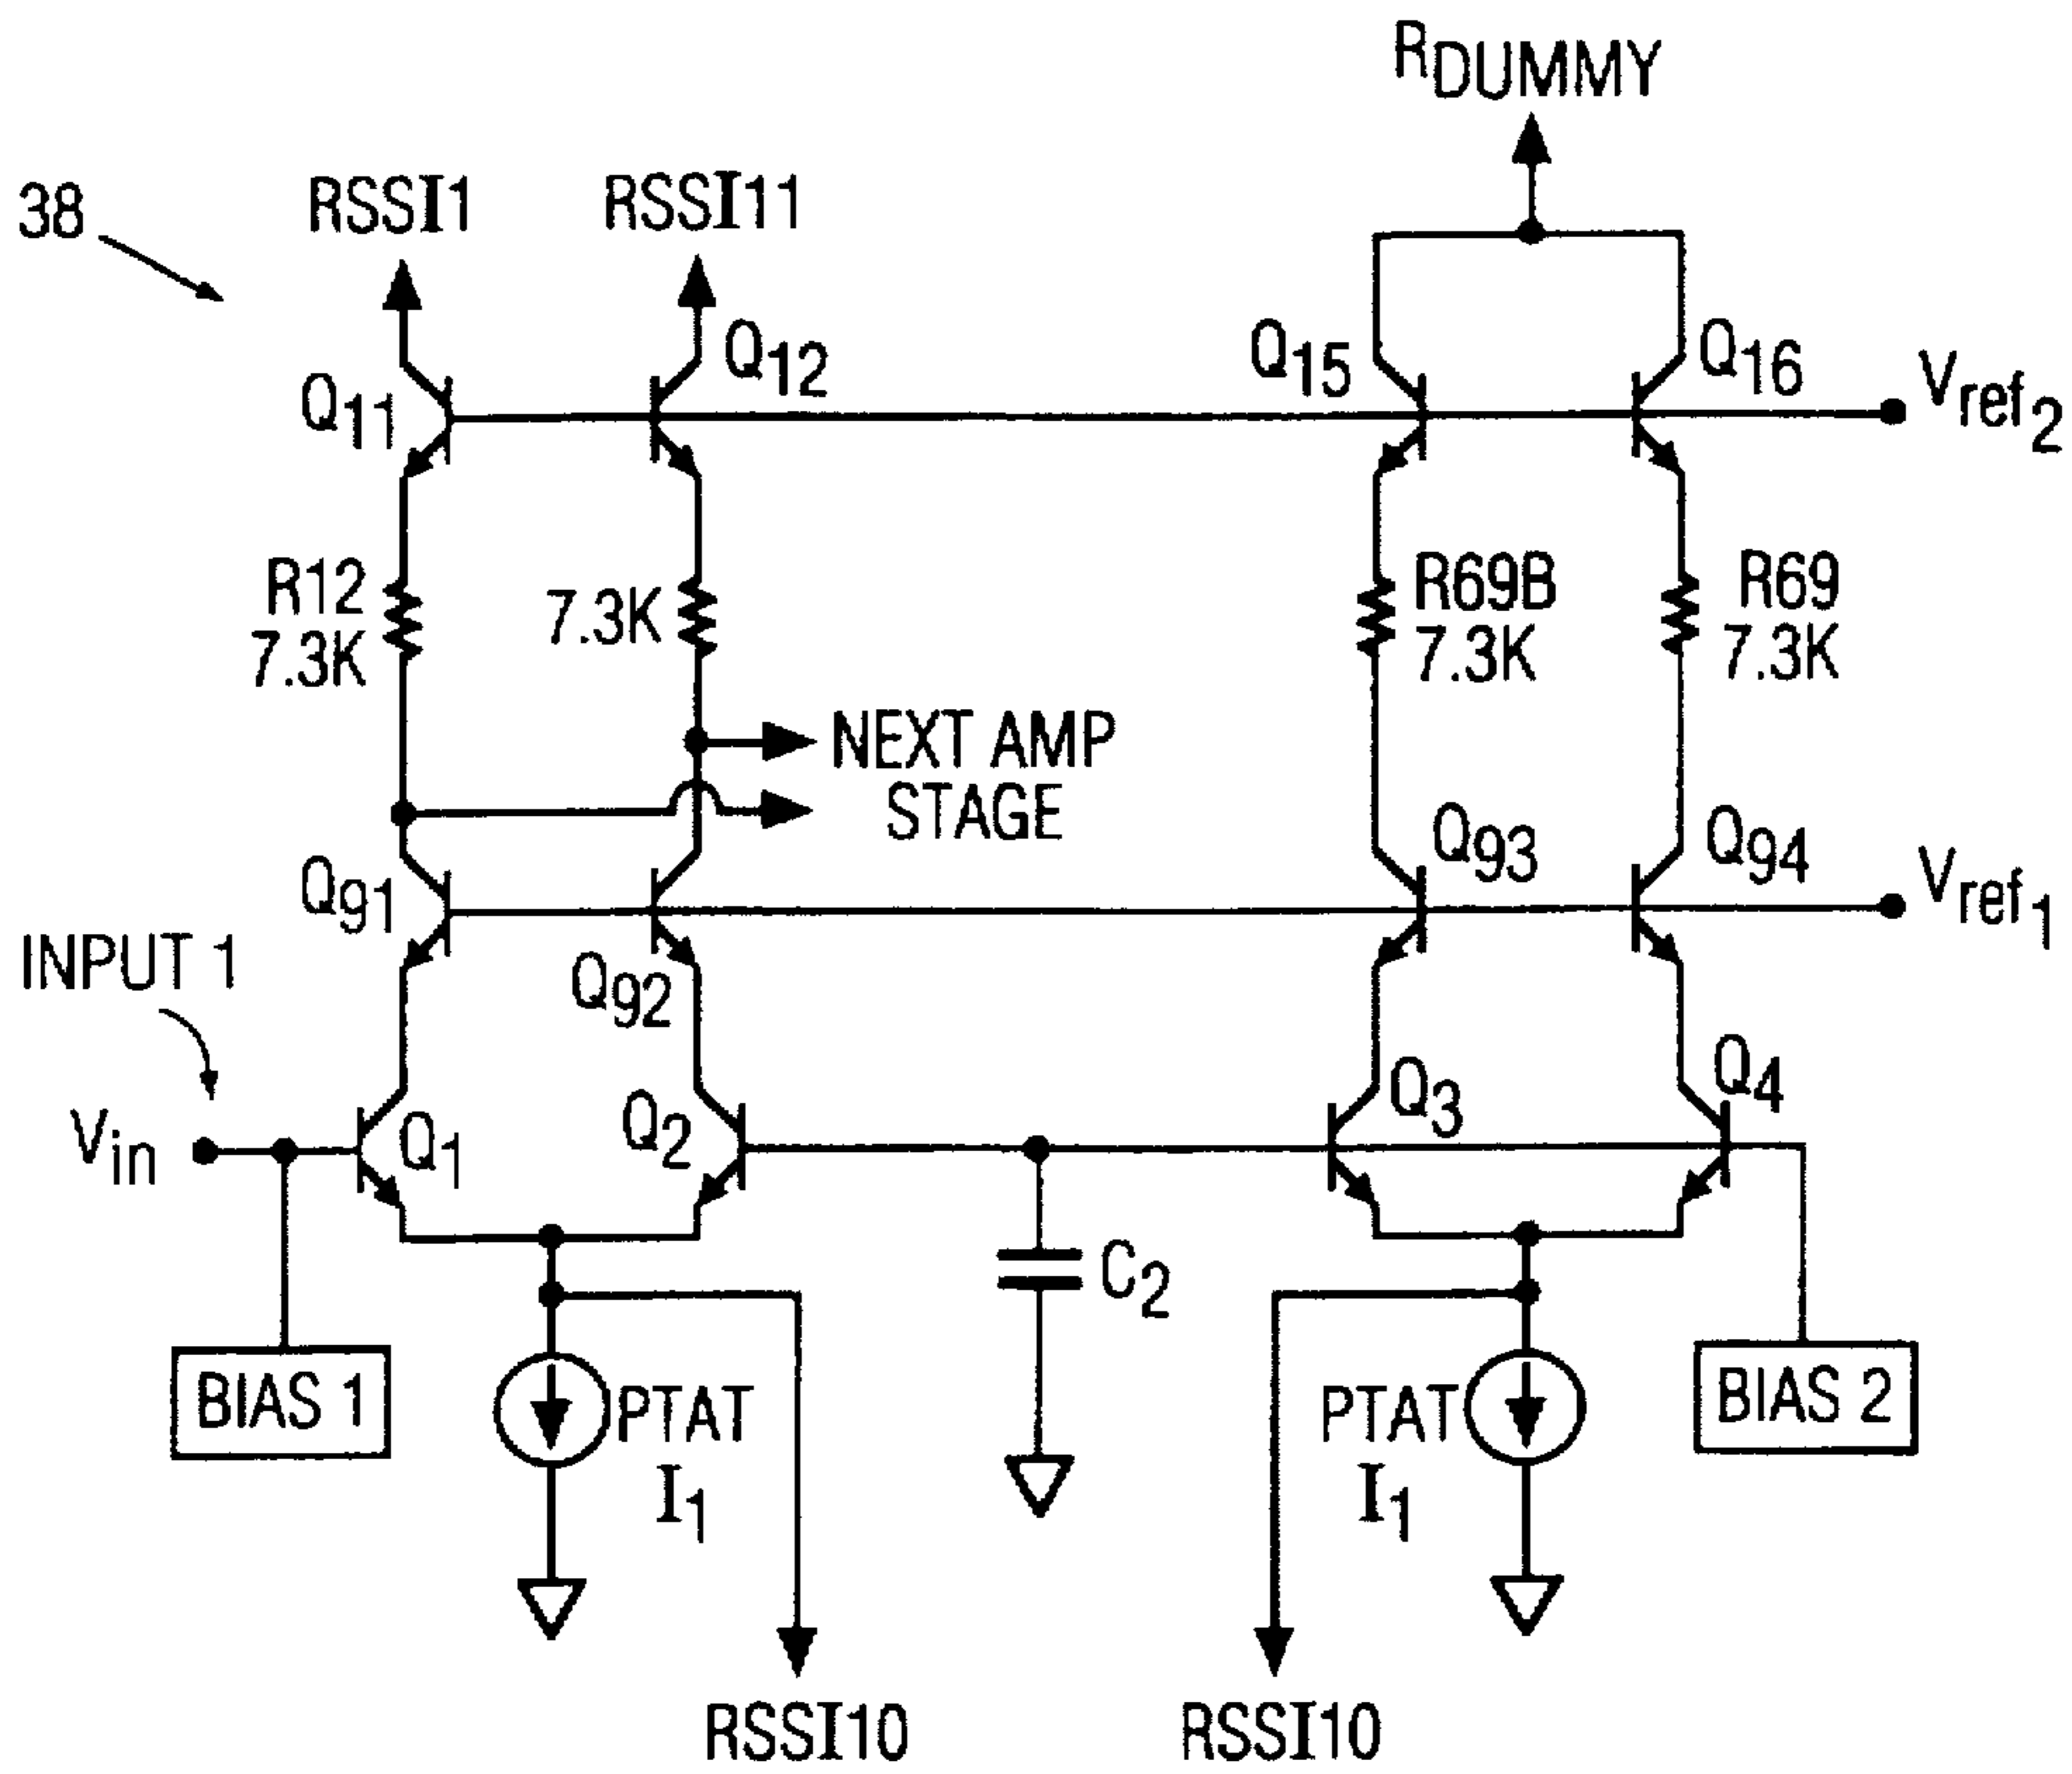 R_DUMMY
38
RSSI1
RSSI11
Q12
Q15
Q16
Vref2
Q11
R12
7.3K
7.3K
R69B
7.3K
R69
7.3K
NEXT AMP
STAGE
Q93
Q94
Q91
Vref1
INPUT 1
Q92
Q4
Q3
Vin
Q1
Q2
C2
BIAS 1
PTAT
I1
PTAT
I1
BIAS 2
RSSI10
RSSI10